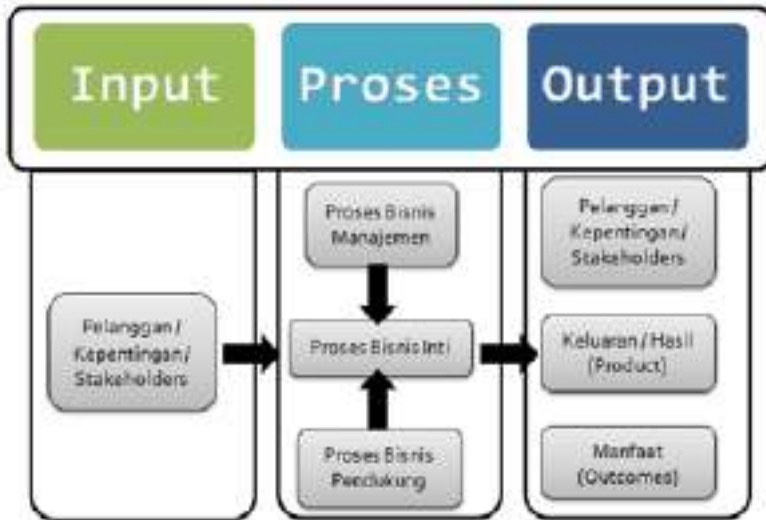 Input
Proses
Output
Pelanggan /
Kepentingan/
Stakeholders
Proses Bisnis
Manajemen
Proses Bisnis Inti
Proses Bisnis
Pendukung
Pelanggan /
Kepentingan/
Stakeholders
Keluaran / Hasil
(Product)
Manfaat
(Outcomes)